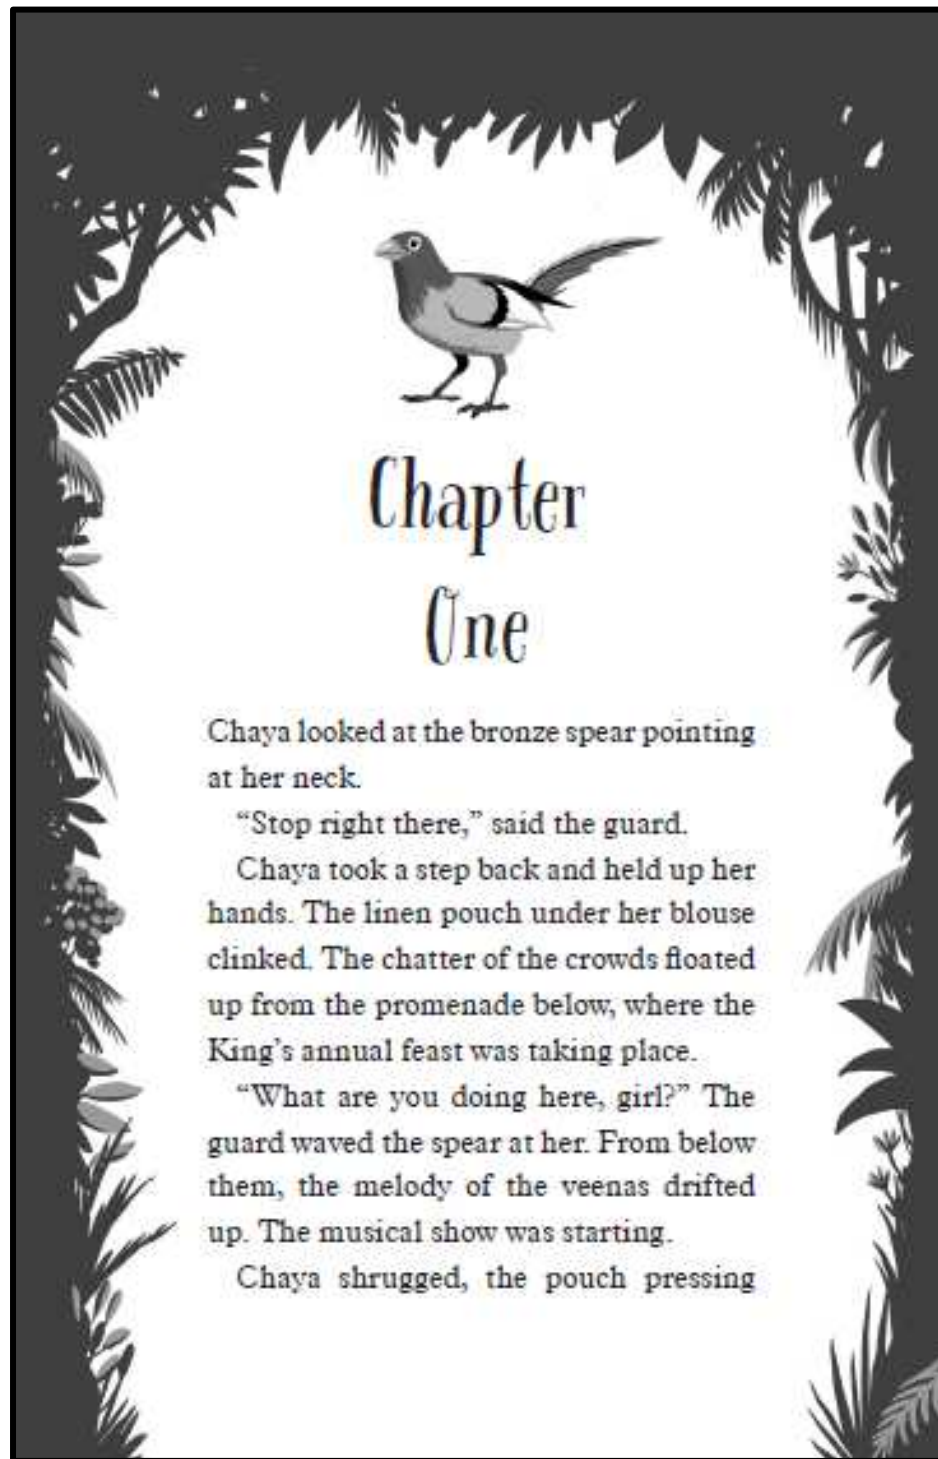 Chapter
One
Chaya looked at the bronze spear pointing
at her neck.
“Stop right there,” said the guard.
Chaya took a step back and held up her
hands. The linen pouch under her blouse
clinked. The chatter of the crowds floated
up from the promenade below, where the
King’s annual feast was taking place.
“What are you doing here, girl?” The
guard waved the spear at her. From below
them, the melody of the veenas drifted
up. The musical show was starting.
Chaya shrugged, the pouch pressing